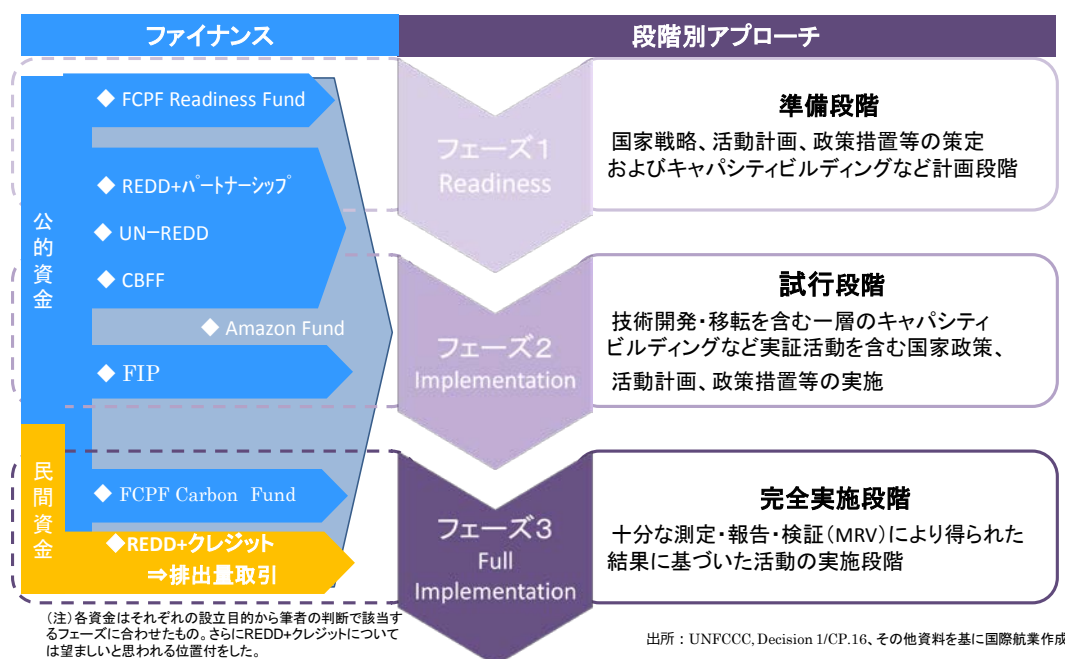 ファイナンス
段階別アプローチ
公的資金
◆ FCPF Readiness Fund
◆ REDD+パートナーシップ
◆ UN-REDD
◆ CBFF
◆ Amazon Fund
◆ FIP
民間資金
◆ FCPF Carbon Fund
◆REDD+クレジット
⇒排出量取引
フェーズ1
Readiness
準備段階
国家戦略、活動計画、政策措置等の策定
およびキャパシティビルディングなど計画段階
フェーズ2
Implementation
試行段階
技術開発・移転を含む一層のキャパシティ
ビルディングなど実証活動を含む国家政策、
活動計画、政策措置等の実施
フェーズ3
Full
Implementation
完全実施段階
十分な測定・報告・検証(MRV)により得られた
結果に基づいた活動の実施段階
(注)各資金はそれぞれの設立目的から筆者の判断で該当す
るフェーズに合わせたもの。さらにREDD+クレジットについて
は望ましいと思われる位置付をした。
出所:UNFCCC, Decision 1/CP.16、その他資料を基に国際航業作成